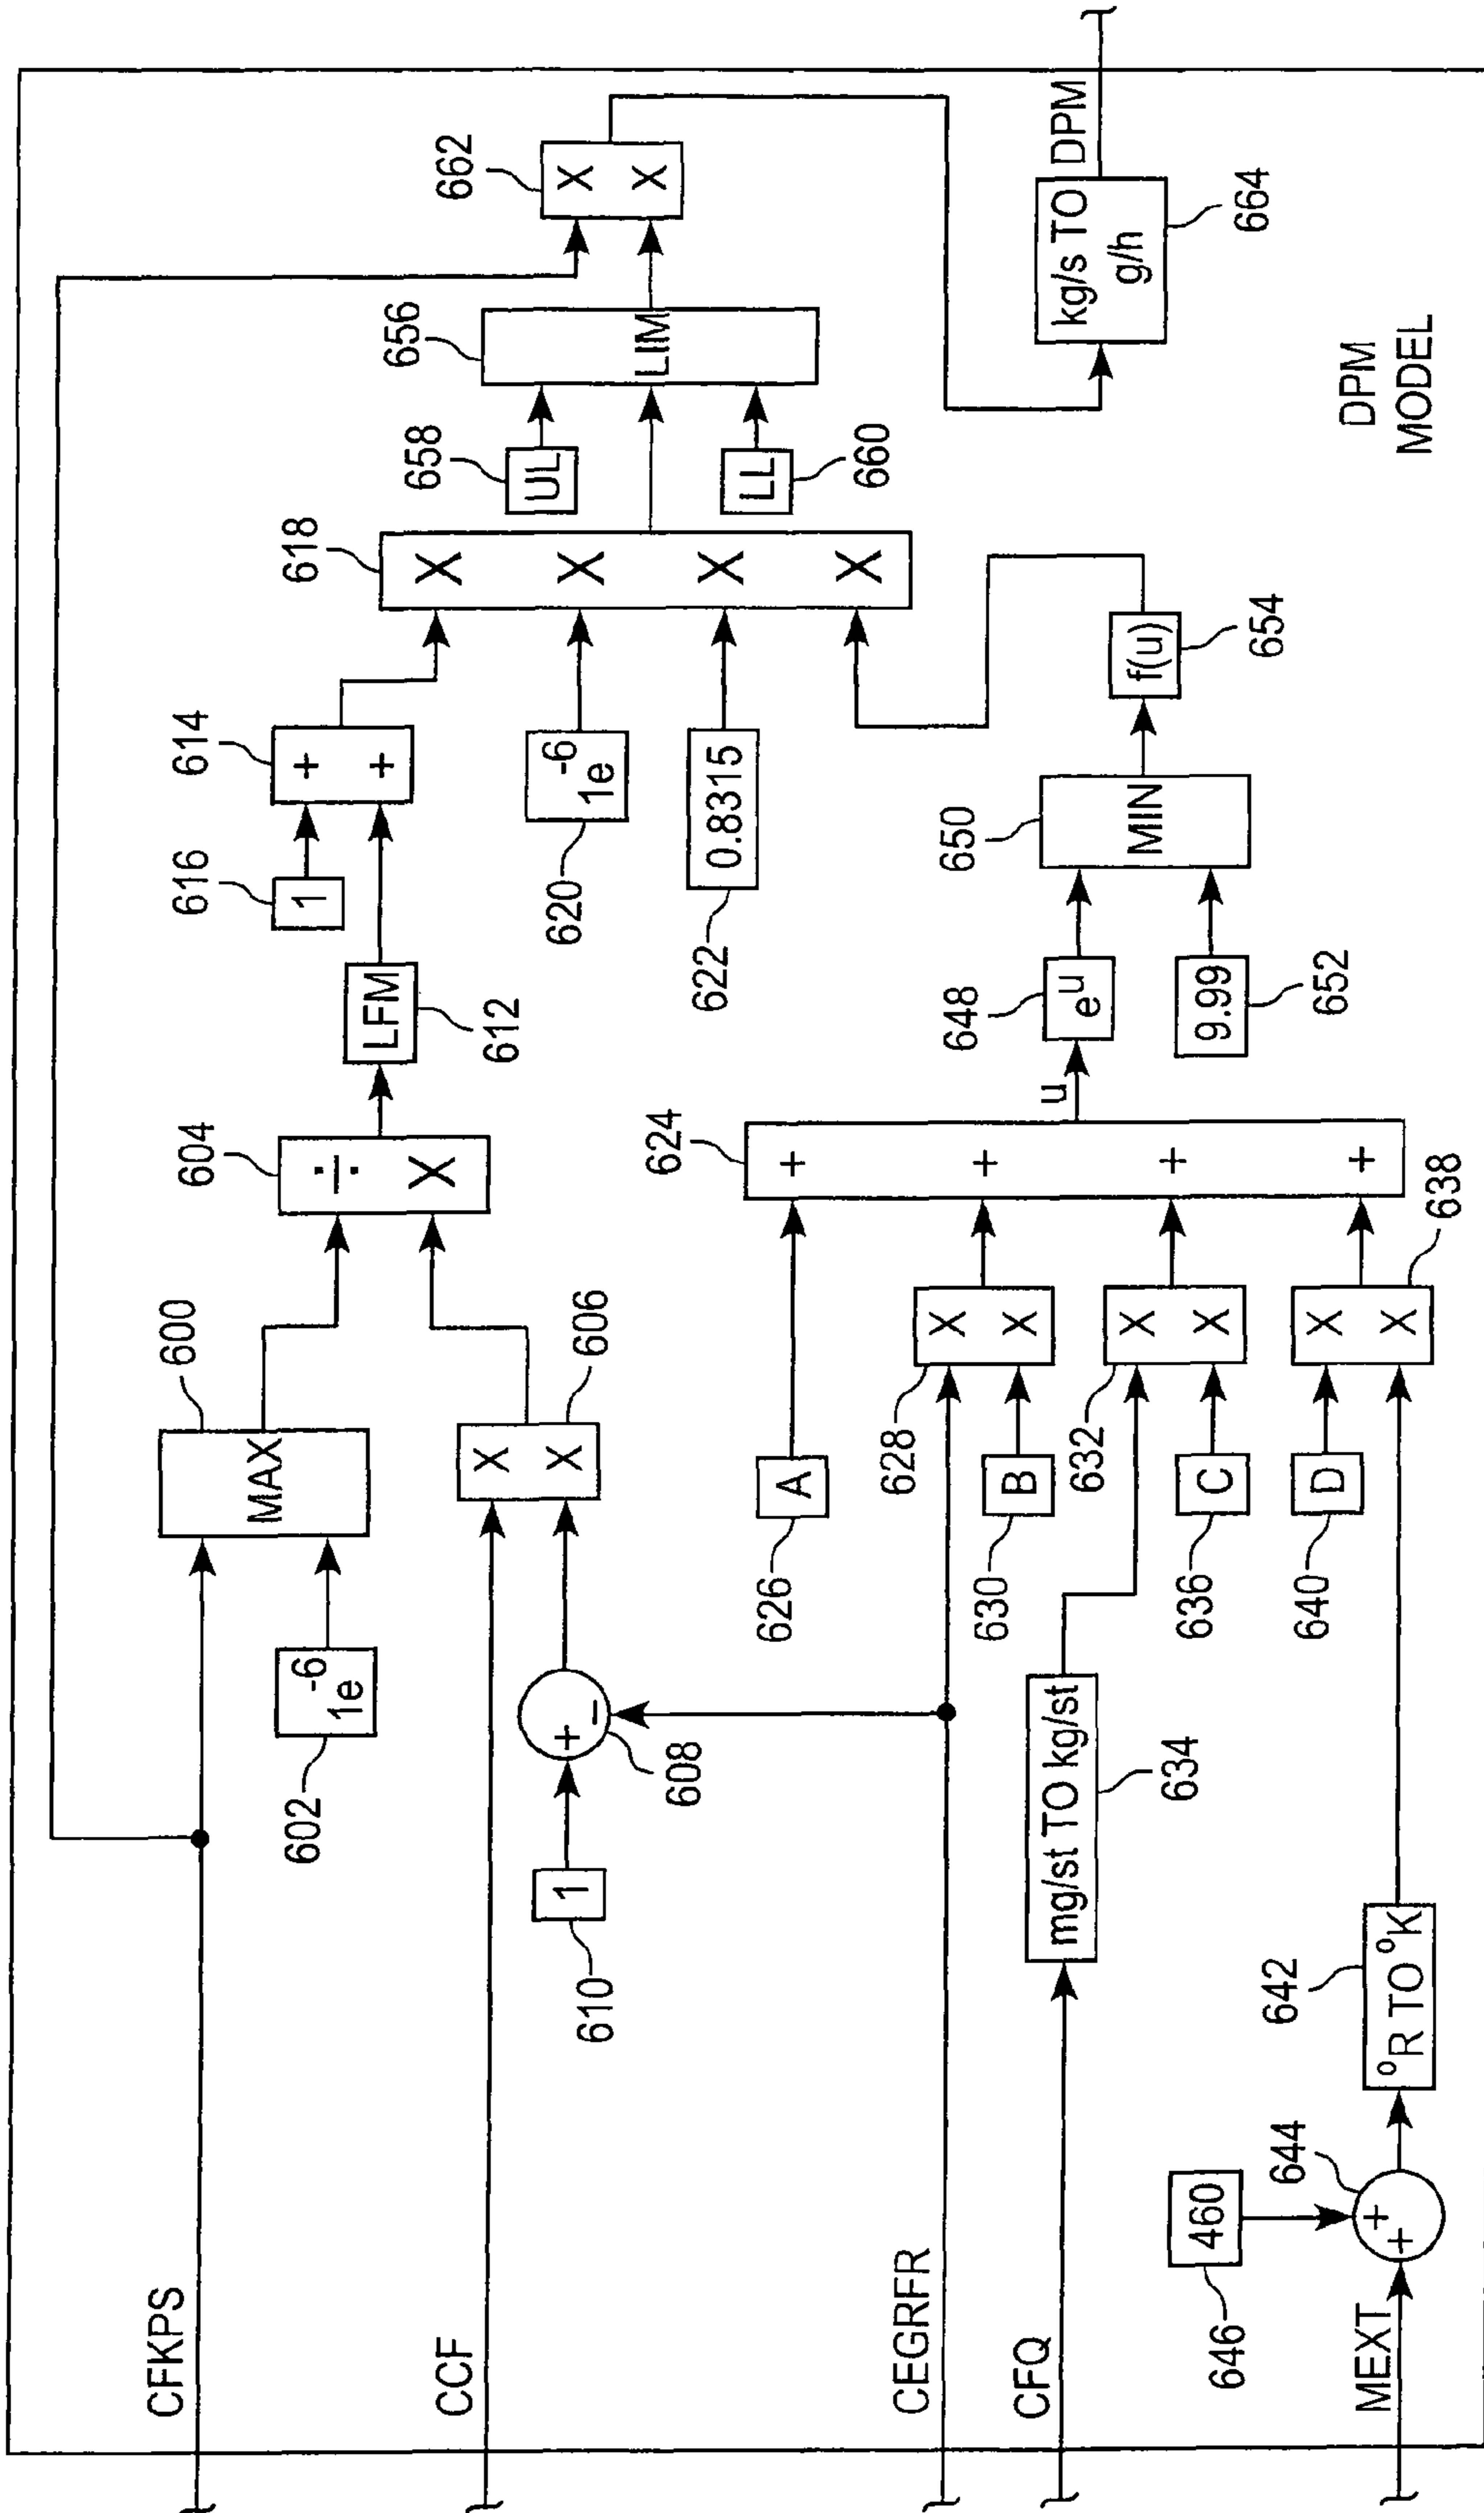 CFKPS
602
1e-6
600
MAX
604
÷
X
LFM
612
616
1
614
+
+
618
X
X
X
X
620
1e-6
622
0.8315
658
UL
656
LIM
LL
660
662
X
X
CCF
610
1
+
−
608
606
X
X
CEGRFR
626
A
628
X
X
630
B
624
+
+
+
+
u
648
e^u
650
MIN
9.99
652
f(u)
654
kg/s TO
g/h
664
DPM
CFQ
mg/st TO kg/st
634
632
X
X
636
C
MEXT
646
460
644
+
+
642
°R TO °K
640
D
638
X
X
DPM
MODEL